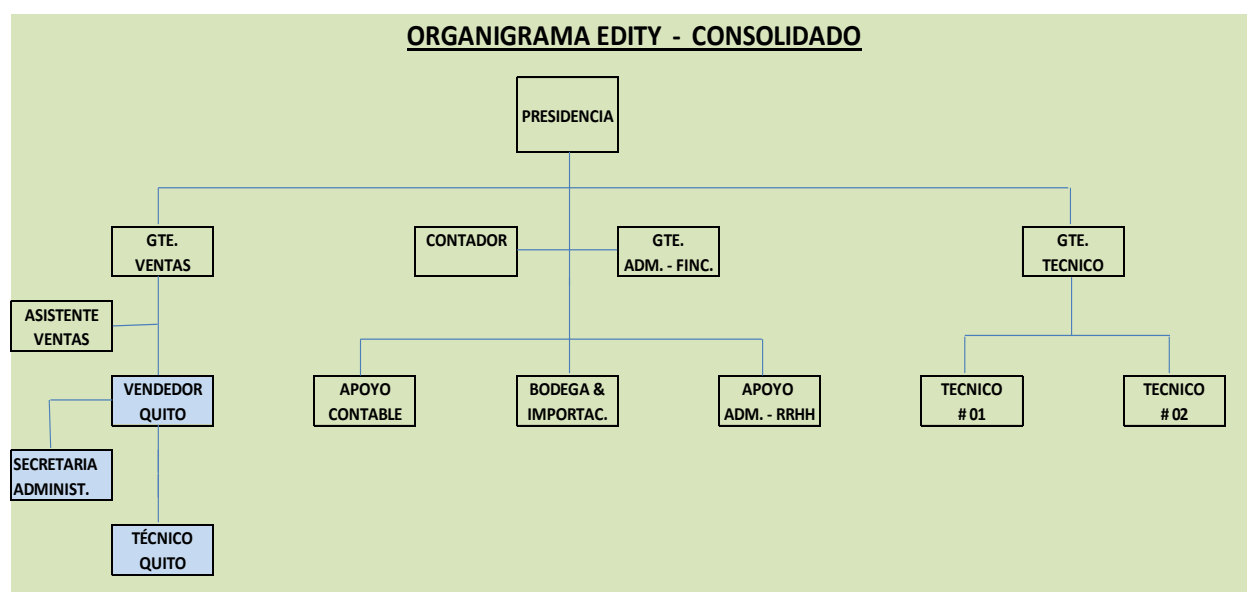 ORGANIGRAMA EDITY - CONSOLIDADO
PRESIDENCIA
GTE.
VENTAS
CONTADOR
GTE.
ADM. - FINC.
GTE.
TECNICO
ASISTENTE
VENTAS
VENDEDOR
QUITO
APOYO
CONTABLE
BODEGA &
IMPORTAC.
APOYO
ADM. - RRHH
TECNICO
# 01
TECNICO
# 02
SECRETARIA
ADMINIST.
TÉCNICO
QUITO